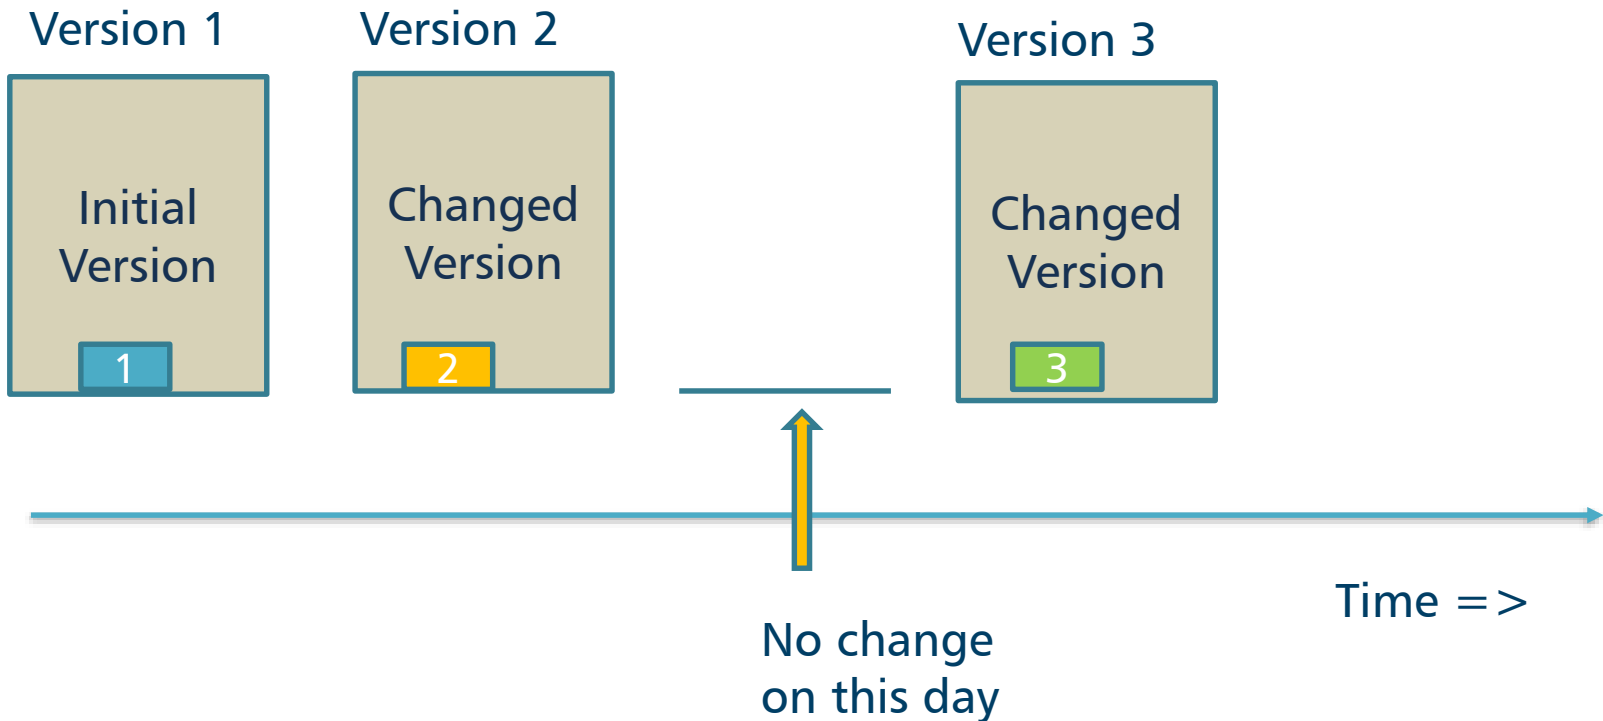 Version 1
Version 2
Version 3
Initial
Version
1
Changed
Version
2
Changed
Version
3
Time =>
No change
on this day